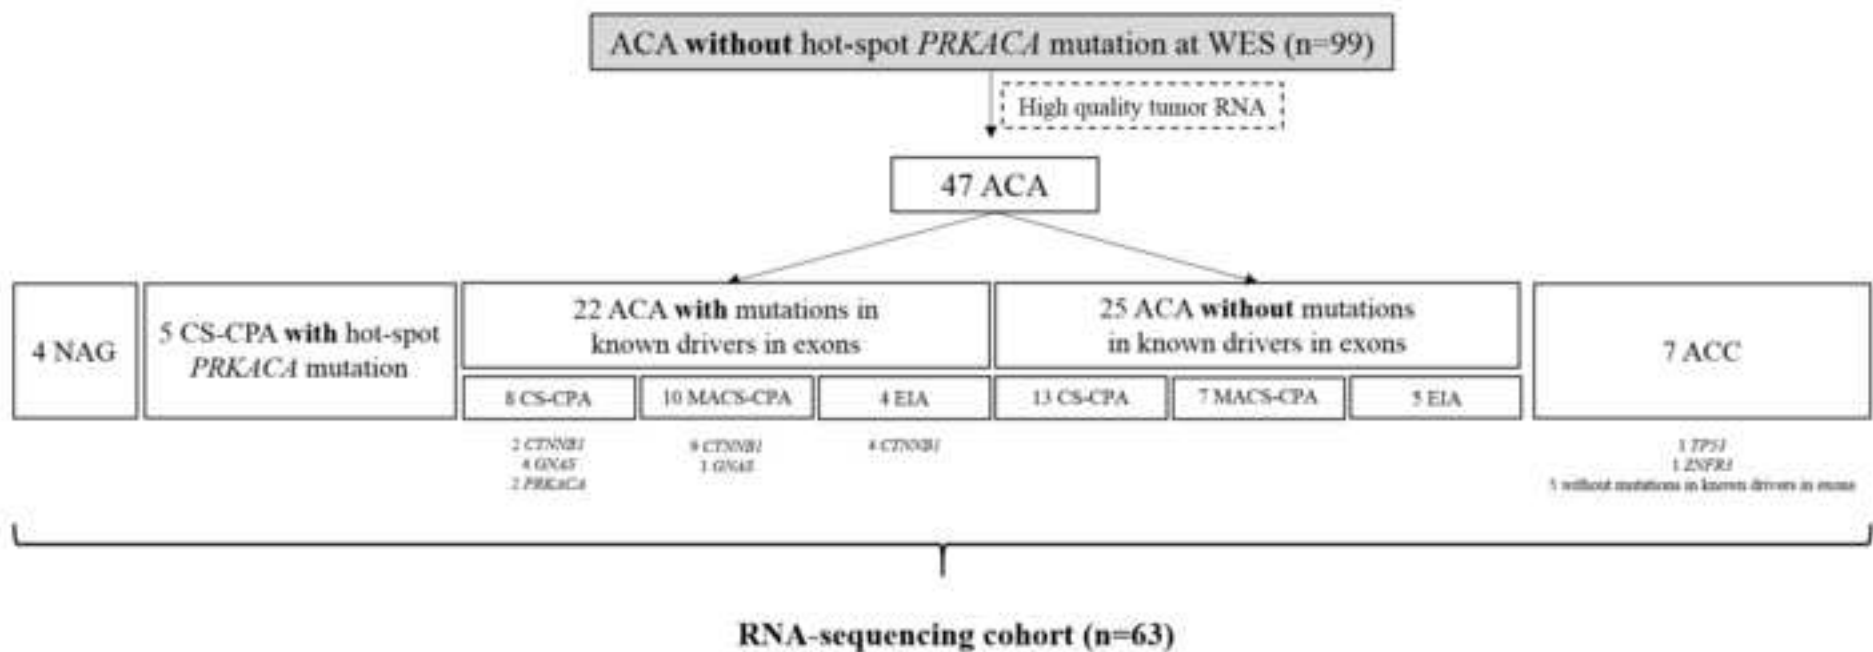 ACA without hot-spot PRKACA mutation at WES (n=99)
High quality tumor RNA
47 ACA
4 NAG
5 CS-CPA with hot-spot
PRKACA mutation
22 ACA with mutations in
known drivers in exons
25 ACA without mutations
in known drivers in exons
7 ACC
8 CS-CPA
10 MACS-CPA
4 EIA
13 CS-CPA
7 MACS-CPA
5 EIA
2 CTNNB1
4 GNAS
2 PRKACA
9 CTNNB1
1 GNAS
4 CTNNB1
1 TP53
1 ZNFR3
5 without mutations in known drivers in exons
RNA-sequencing cohort (n=63)